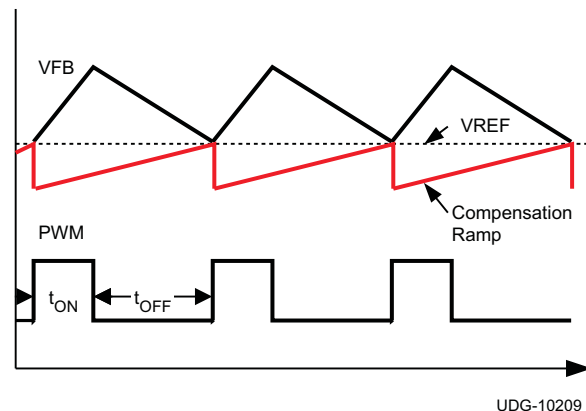 VFB
VREF
Compensation
Ramp
PWM
tON
tOFF
UDG-10209